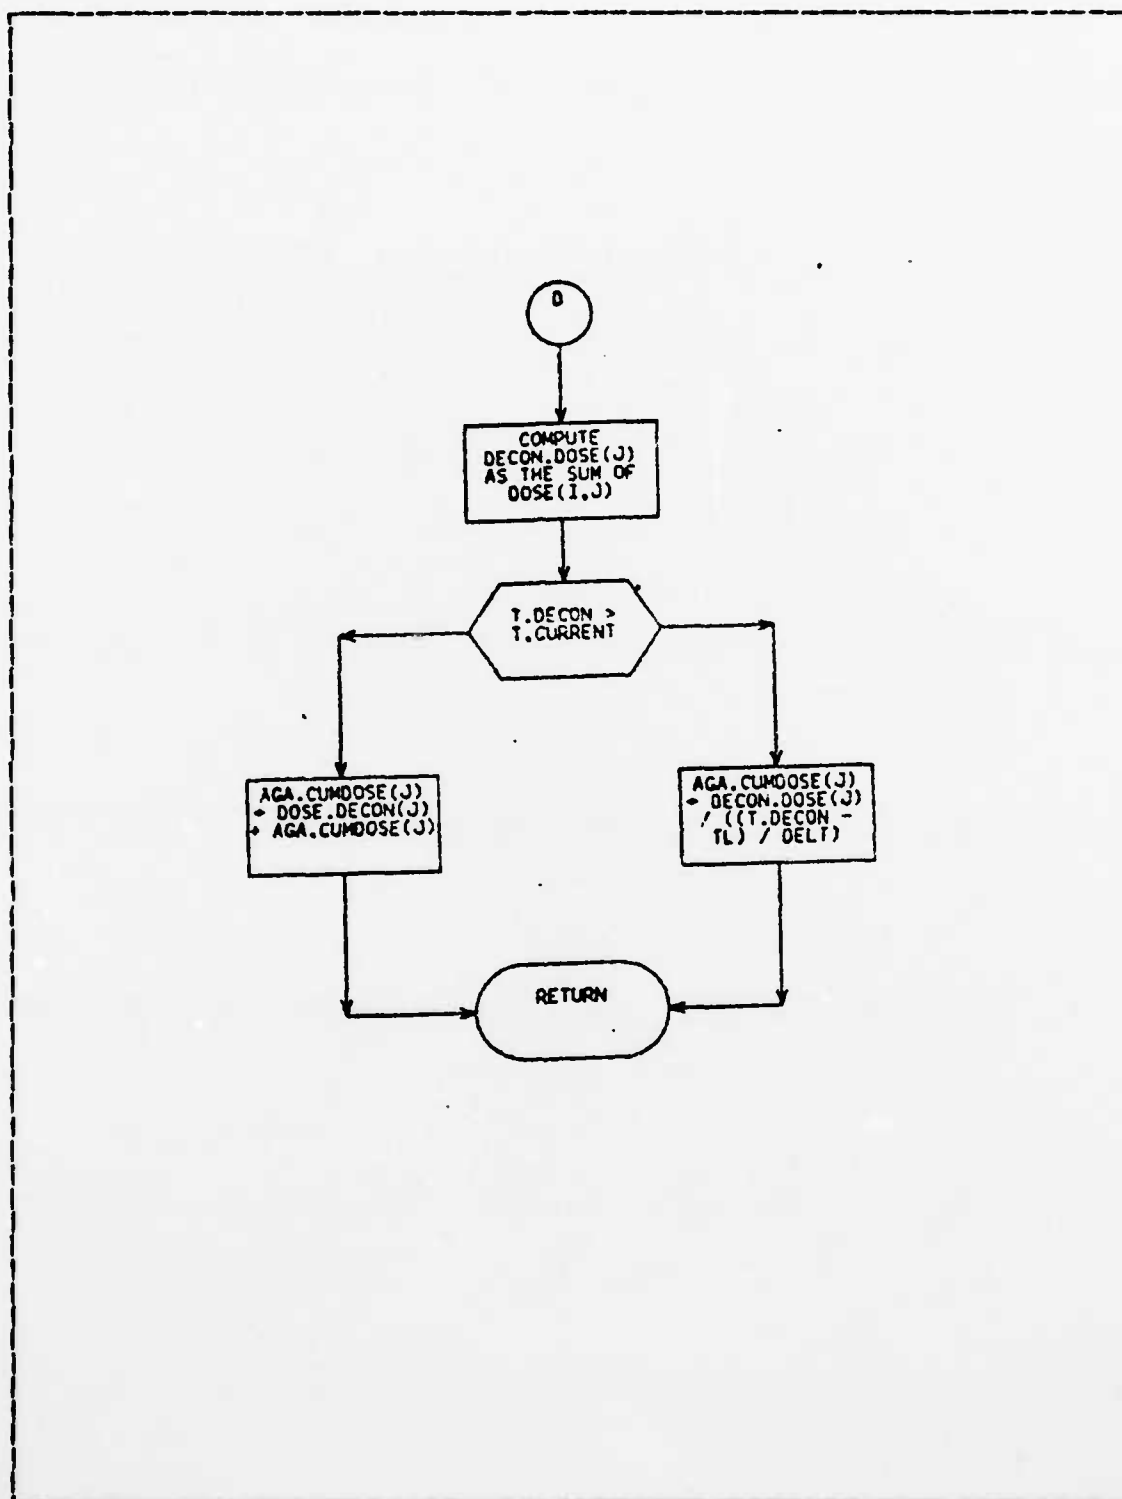 D
COMPUTE
DECON.DOSE(J)
AS THE SUM OF
DOSE(I,J)
T.DECON >
T.CURRENT
AGA.CUMDOSE(J)
← DOSE.DECON(J)
+ AGA.CUMDOSE(J)
AGA.CUMDOSE(J)
← DECON.DOSE(J)
/ ((T.DECON -
TL) / DELT)
RETURN